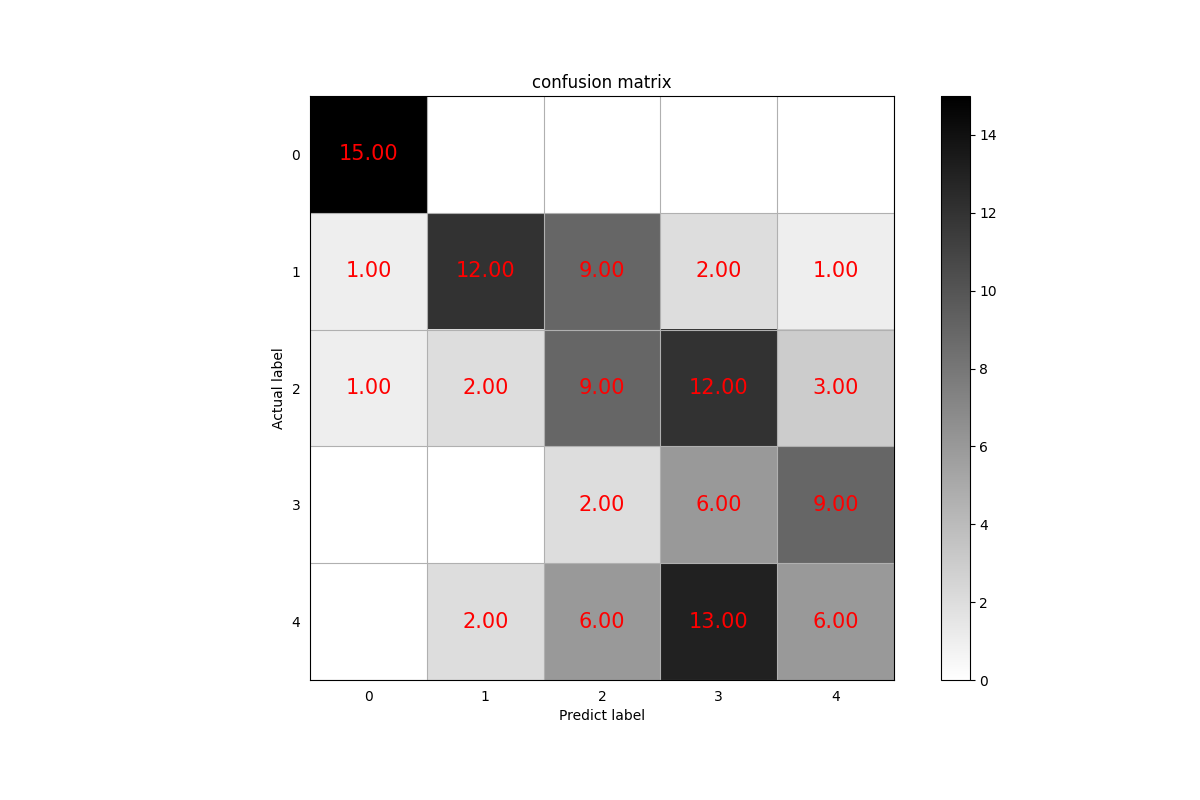 confusion matrix
0 15.00
1 1.00 12.00 9.00 2.00 1.00
2 1.00 2.00 9.00 12.00 3.00
3 2.00 6.00 9.00
4 2.00 6.00 13.00 6.00
0 1 2 3 4
Predict label
Actual label
14
12
10
8
6
4
2
0